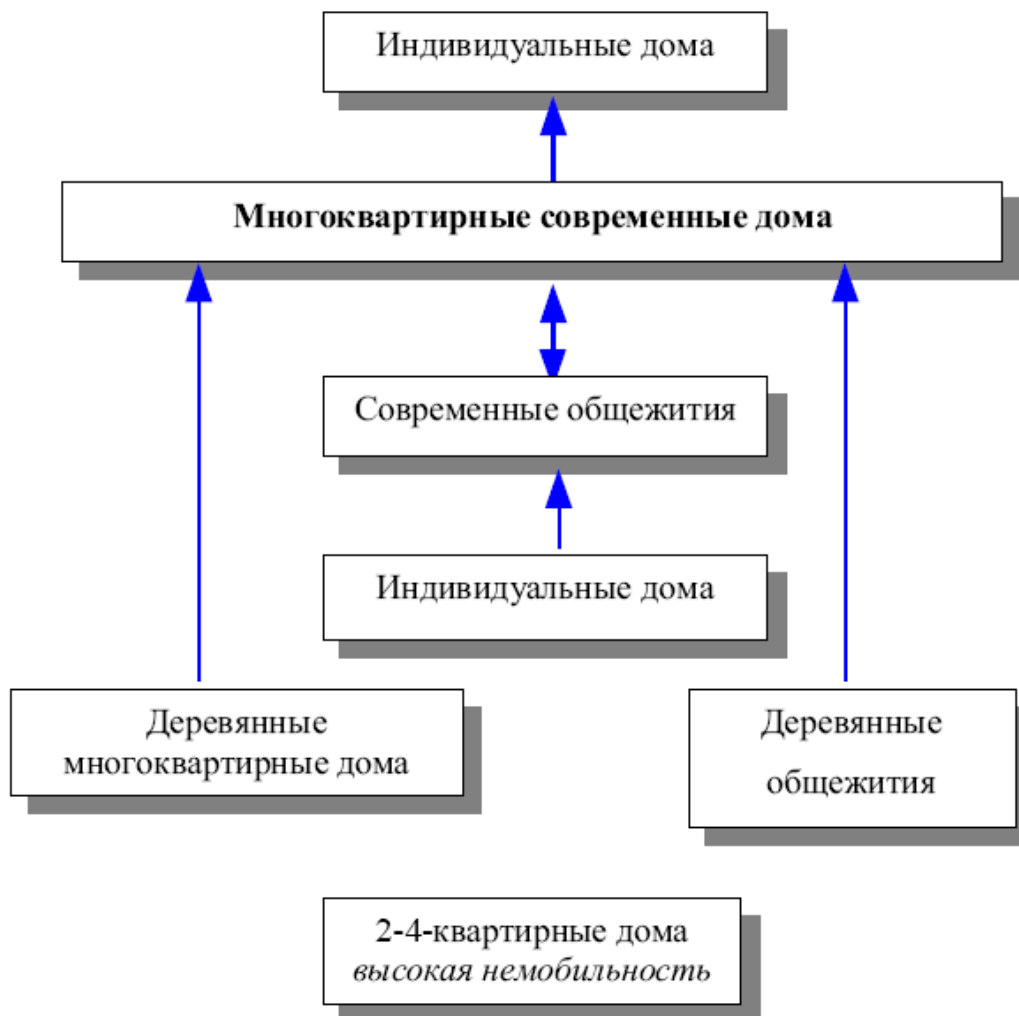 Индивидуальные дома
Многоквартирные современные дома
Современные общежития
Индивидуальные дома
Деревянные
многоквартирные дома
Деревянные
общежития
2-4-квартирные дома
высокая немобильность